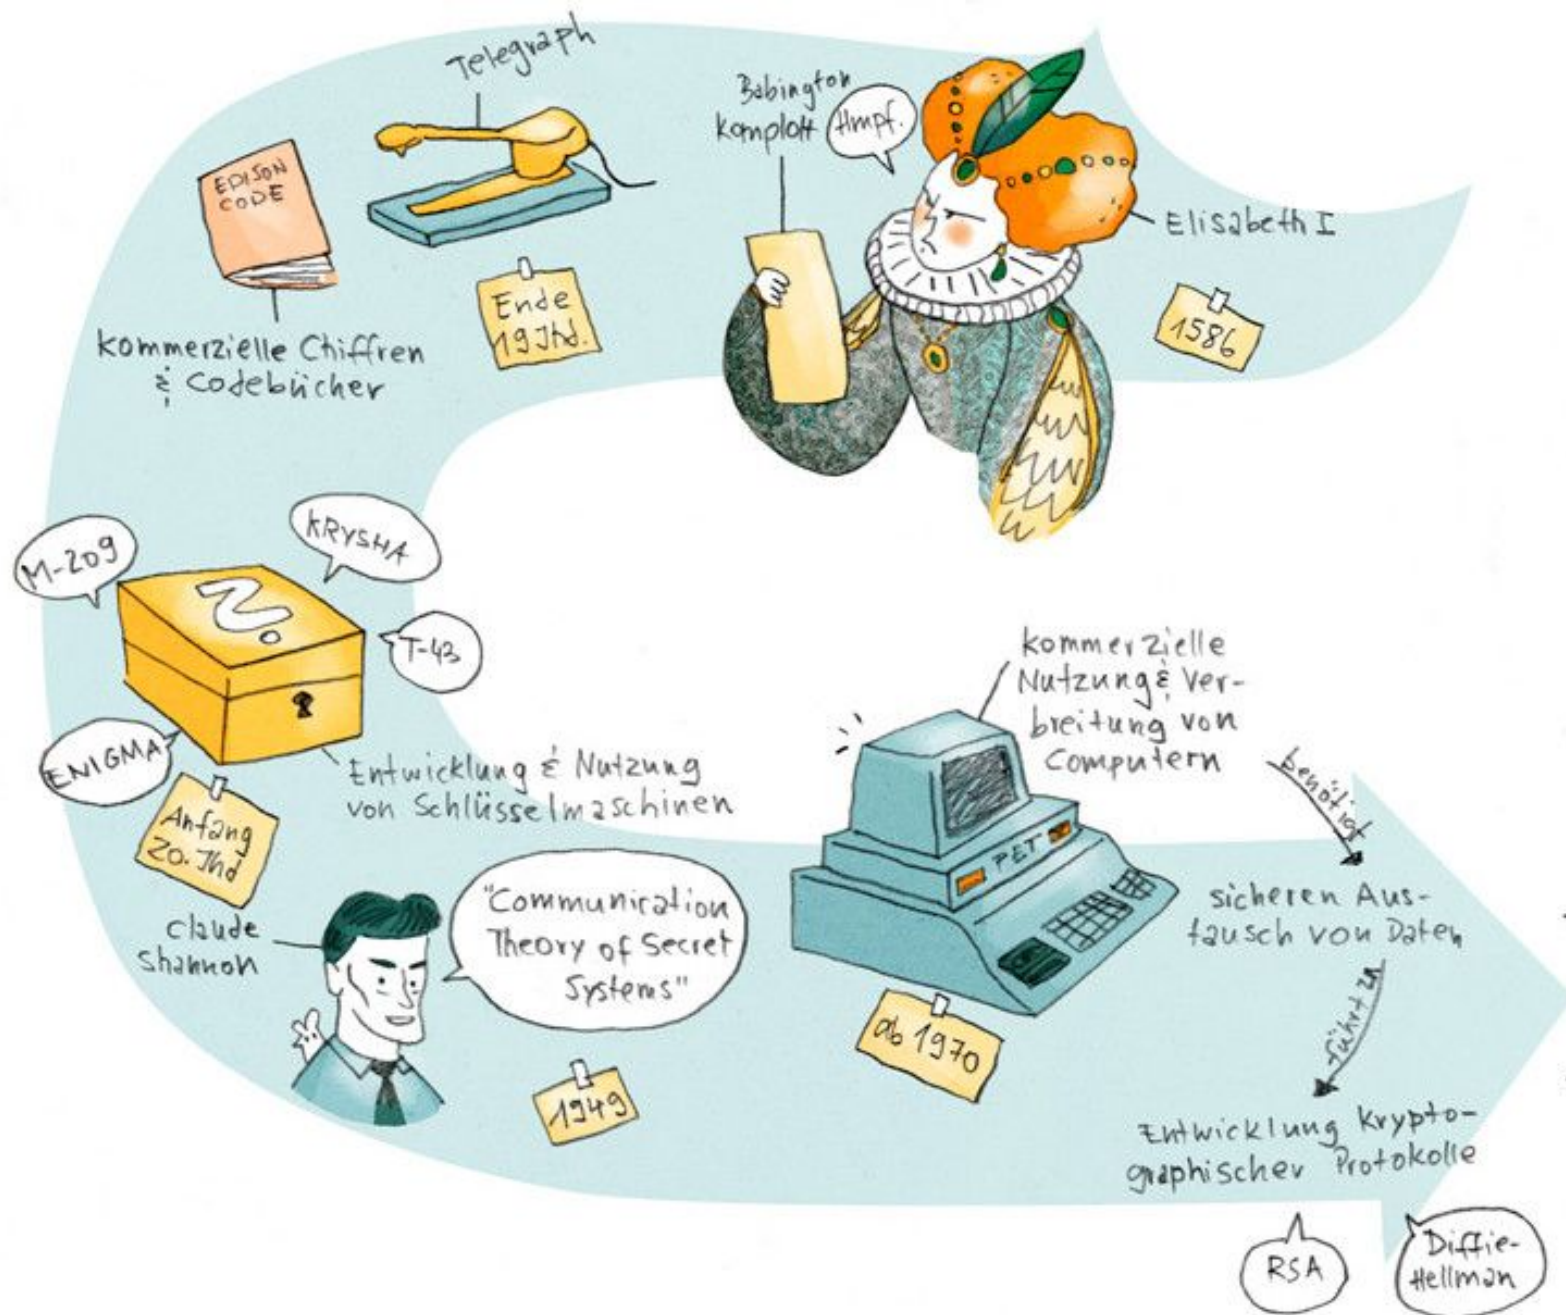 Babington
Komplott
Hmpf.
Elisabeth I
1586
Telegraph
EDISON
CODE
Ende
19 Jhd.
kommerzielle Chiffren
& Codebücher
M-209
KRYSHA
T-43
ENIGMA
Entwicklung & Nutzung
von Schlüsselmaschinen
Anfang
20. Jhd
Claude
Shannon
"Communication
Theory of Secret
Systems"
1949
kommerzielle
Nutzung & Ver-
breitung von
Computern
PET
ab 1970
benötigt
sicheren Aus-
tausch von Daten
führt zu
Entwicklung Krypto-
graphischer Protokolle
RSA
Diffie-
Hellman